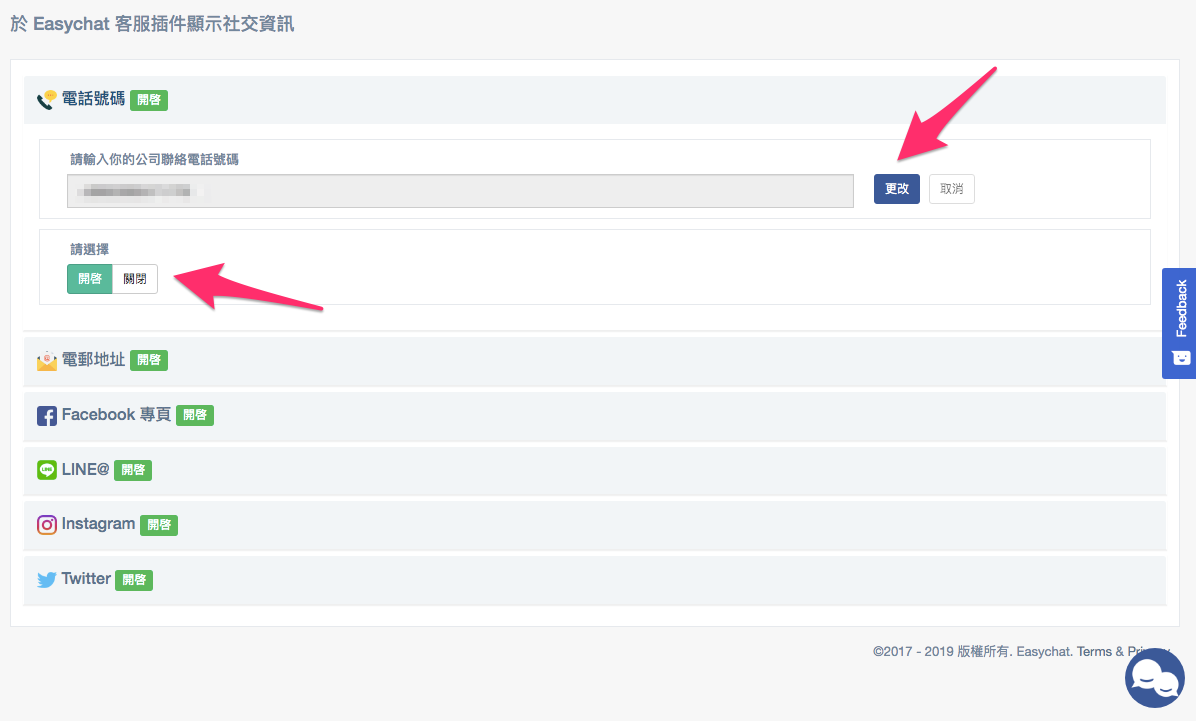 於 Easychat 客服插件顯示社交資訊
電話號碼 開啓
請輸入你的公司聯絡電話號碼
更改 取消
請選擇
開啓 關閉
Feedback
電郵地址 開啓
Facebook 專頁 開啓
LINE@ 開啓
Instagram 開啓
Twitter 開啓
©2017 - 2019 版權所有. Easychat. Terms &